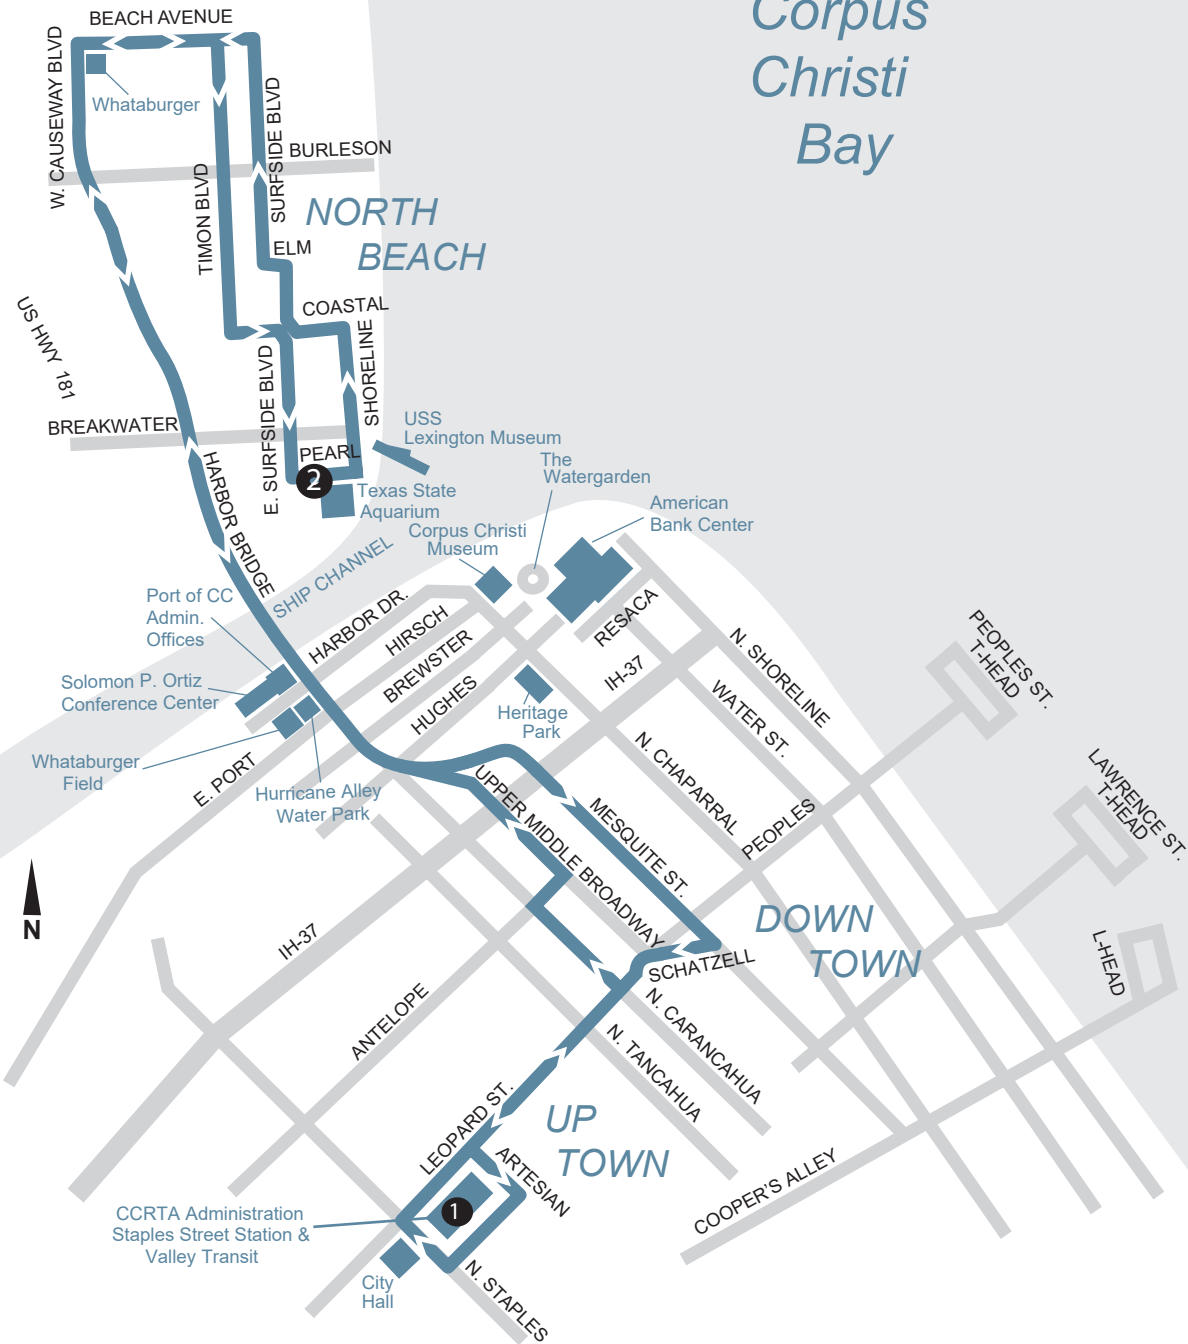 Corpus
Christi
Bay
BEACH AVENUE
W. CAUSEWAY BLVD
Whataburger
SURFSIDE BLVD
BURLESON
TIMON BLVD
NORTH
BEACH
ELM
COASTAL
US HWY 181
SHORELINE
E. SURFSIDE BLVD
BREAKWATER
USS
Lexington Museum
PEARL
2
The
Watergarden
HARBOR BRIDGE
Texas State
Aquarium
American
Bank Center
Corpus Christi
Museum
SHIP CHANNEL
Port of CC
Admin.
Offices
HARBOR DR.
HIRSCH
BREWSTER
HUGHES
RESACA
IH-37
N. SHORELINE
PEOPLES ST.
T-HEAD
Solomon P. Ortiz
Conference Center
Heritage
Park
WATER ST.
N. CHAPARRAL
Whataburger
Field
E. PORT
Hurricane Alley
Water Park
UPPER MIDDLE BROADWAY
MESQUITE ST.
PEOPLES
LAWRENCE ST.
T-HEAD
N
IH-37
DOWN
TOWN
SCHATZELL
L-HEAD
ANTELOPE
N. CARANCAHUA
N. TANCAHUA
LEOPARD ST.
UP
TOWN
ARTESIAN
COOPER'S ALLEY
1
CCRTA Administration
Staples Street Station &
Valley Transit
City
Hall
N. STAPLES